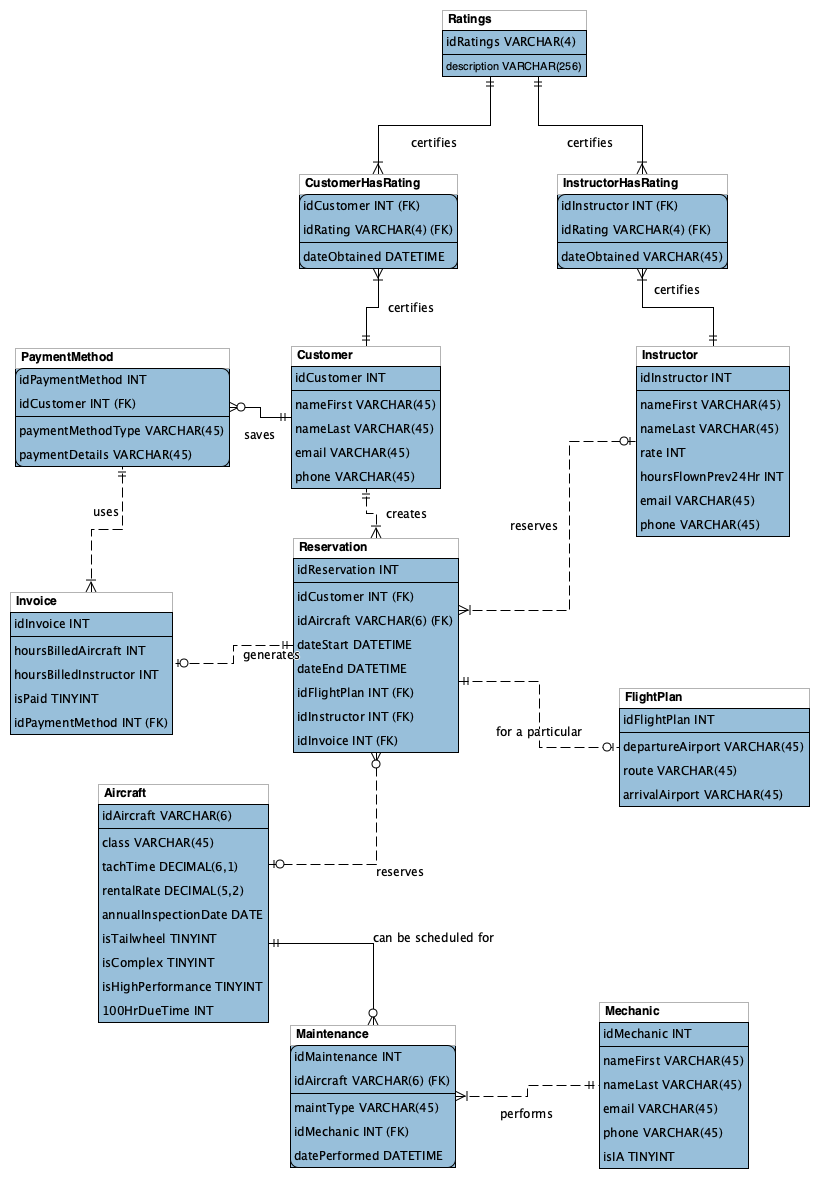 Ratings
idRatings VARCHAR(4)
description VARCHAR(256)
certifies
certifies
CustomerHasRating
idCustomer INT (FK)
idRating VARCHAR(4) (FK)
dateObtained DATETIME
InstructorHasRating
idInstructor INT (FK)
idRating VARCHAR(4) (FK)
dateObtained VARCHAR(45)
certifies
certifies
PaymentMethod
idPaymentMethod INT
idCustomer INT (FK)
paymentMethodType VARCHAR(45)
paymentDetails VARCHAR(45)
saves
Customer
idCustomer INT
nameFirst VARCHAR(45)
nameLast VARCHAR(45)
email VARCHAR(45)
phone VARCHAR(45)
Instructor
idInstructor INT
nameFirst VARCHAR(45)
nameLast VARCHAR(45)
rate INT
hoursFlownPrev24Hr INT
email VARCHAR(45)
phone VARCHAR(45)
uses
creates
reserves
Invoice
idInvoice INT
hoursBilledAircraft INT
hoursBilledInstructor INT
isPaid TINYINT
idPaymentMethod INT (FK)
generates
Reservation
idReservation INT
idCustomer INT (FK)
idAircraft VARCHAR(6) (FK)
dateStart DATETIME
dateEnd DATETIME
idFlightPlan INT (FK)
idInstructor INT (FK)
idInvoice INT (FK)
for a particular
FlightPlan
idFlightPlan INT
departureAirport VARCHAR(45)
route VARCHAR(45)
arrivalAirport VARCHAR(45)
Aircraft
idAircraft VARCHAR(6)
class VARCHAR(45)
tachTime DECIMAL(6,1)
rentalRate DECIMAL(5,2)
annualInspectionDate DATE
isTailwheel TINYINT
isComplex TINYINT
isHighPerformance TINYINT
100HrDueTime INT
reserves
can be scheduled for
Maintenance
idMaintenance INT
idAircraft VARCHAR(6) (FK)
maintType VARCHAR(45)
idMechanic INT (FK)
datePerformed DATETIME
performs
Mechanic
idMechanic INT
nameFirst VARCHAR(45)
nameLast VARCHAR(45)
email VARCHAR(45)
phone VARCHAR(45)
isIA TINYINT